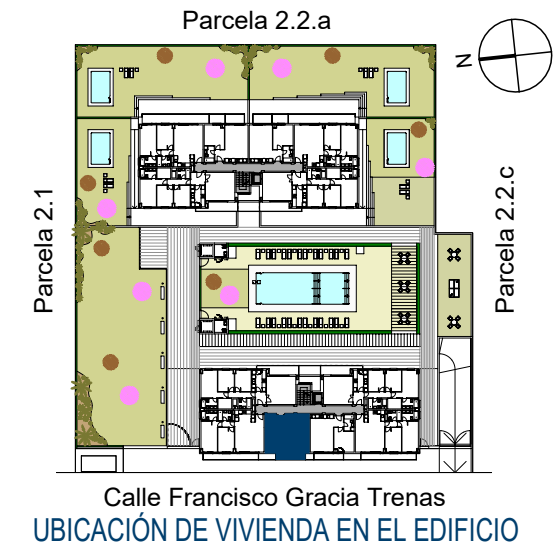 Parcela 2.2.a
N
Parcela 2.1
Parcela 2.2.c
Calle Francisco Gracia Trenas
UBICACIÓN DE VIVIENDA EN EL EDIFICIO